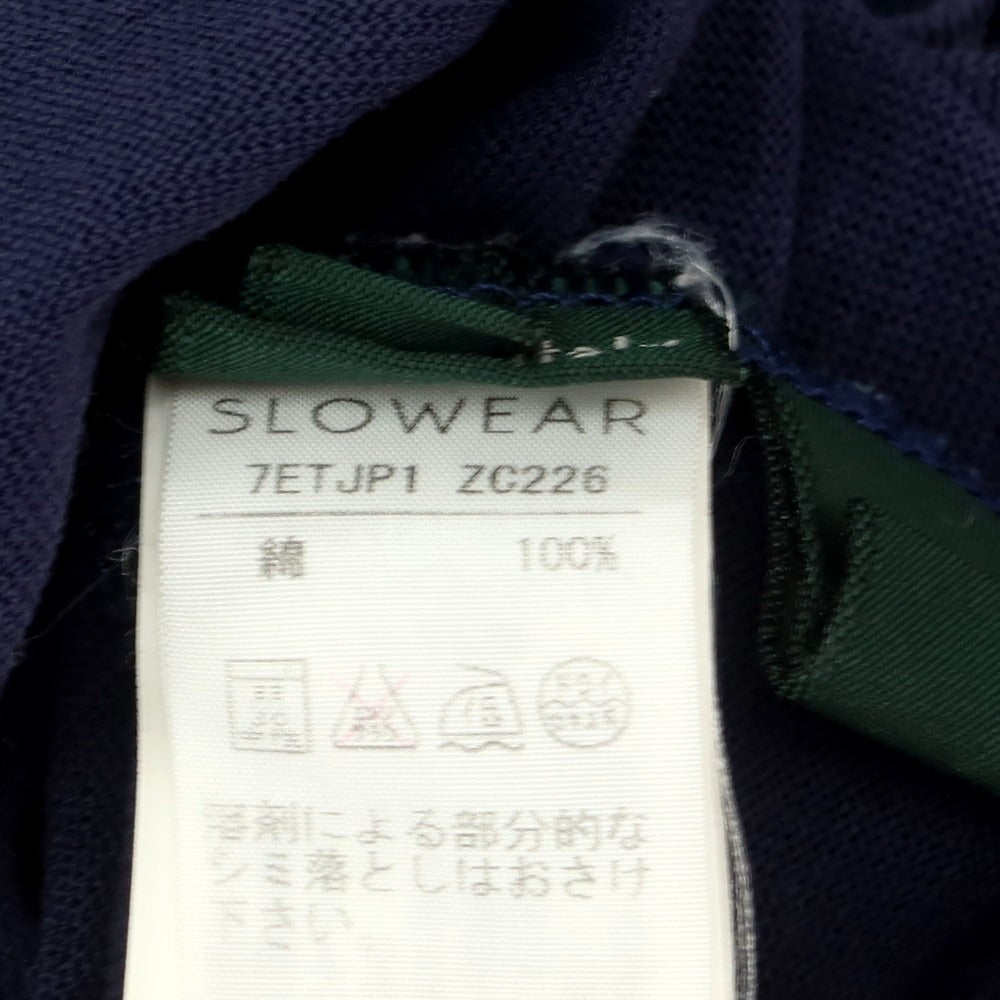 SLOWEAR
7ETJP1 ZC226
綿 100%
溶剤による部分的な
シミ落としはおさけ
下さい